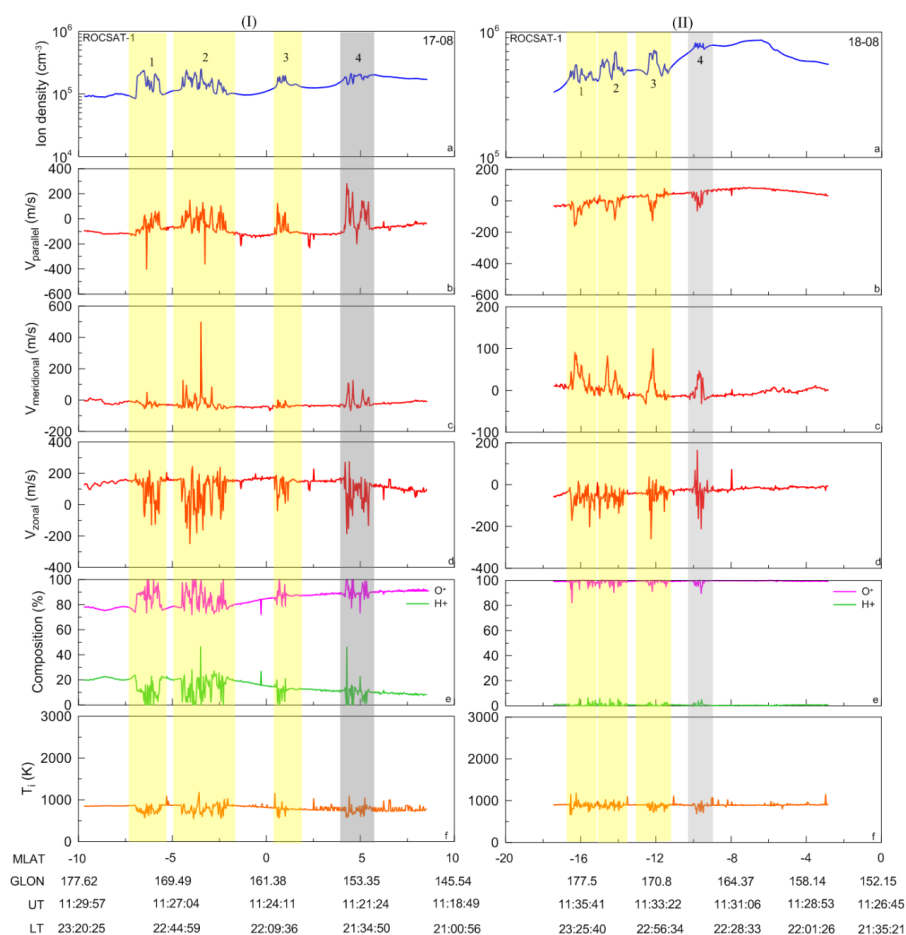 (I)
ROCSAT-1 17-08
10⁶
10⁵
10⁴
Ion density (cm⁻³)
1 2 3 4
a
400
200
0
-200
-400
-600
V_parallel (m/s)
b
600
400
200
0
-200
V_meridional (m/s)
c
400
200
0
-200
-400
V_zonal (m/s)
d
100
80
60
40
20
0
Composition (%)
O⁺
H+
e
3000
2000
1000
0
T_i (K)
f
(II)
ROCSAT-1 18-08
10⁶
10⁵
1 2 3 4
a
200
0
-200
-400
-600
b
200
100
0
-100
c
200
0
-200
-400
d
100
80
60
40
20
0
O⁺
H+
e
3000
2000
1000
0
f
MLAT -10 -5 0 5 10 -20 -16 -12 -8 -4 0
GLON 177.62 169.49 161.38 153.35 145.54 177.5 170.8 164.37 158.14 152.15
UT 11:29:57 11:27:04 11:24:11 11:21:24 11:18:49 11:35:41 11:33:22 11:31:06 11:28:53 11:26:45
LT 23:20:25 22:44:59 22:09:36 21:34:50 21:00:56 23:25:40 22:56:34 22:28:33 22:01:26 21:35:21